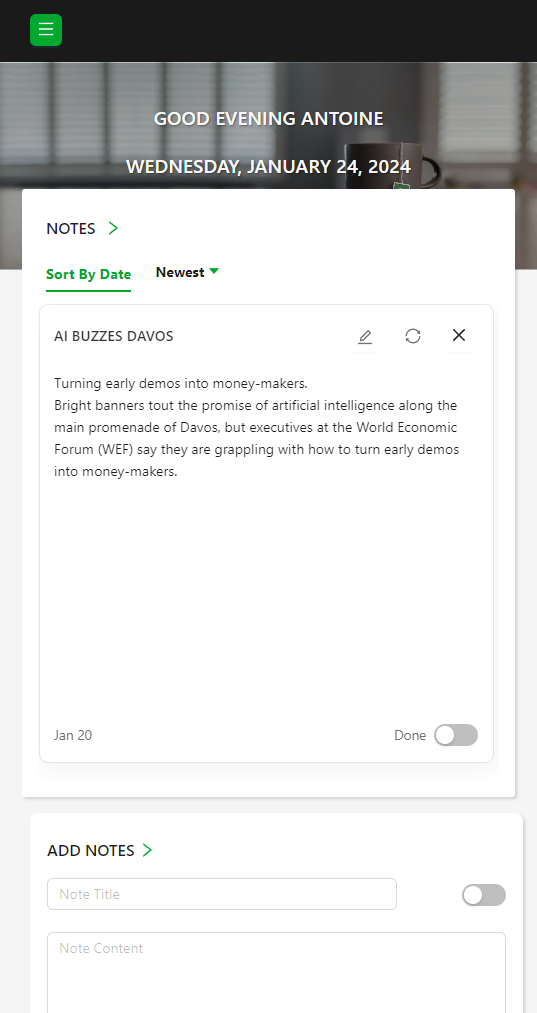 GOOD EVENING ANTOINE
WEDNESDAY, JANUARY 24, 2024
NOTES
Sort By Date
Newest
AI BUZZES DAVOS
Turning early demos into money-makers.
Bright banners tout the promise of artificial intelligence along the
main promenade of Davos, but executives at the World Economic
Forum (WEF) say they are grappling with how to turn early demos
into money-makers.
Jan 20
Done
ADD NOTES
Note Title
Note Content